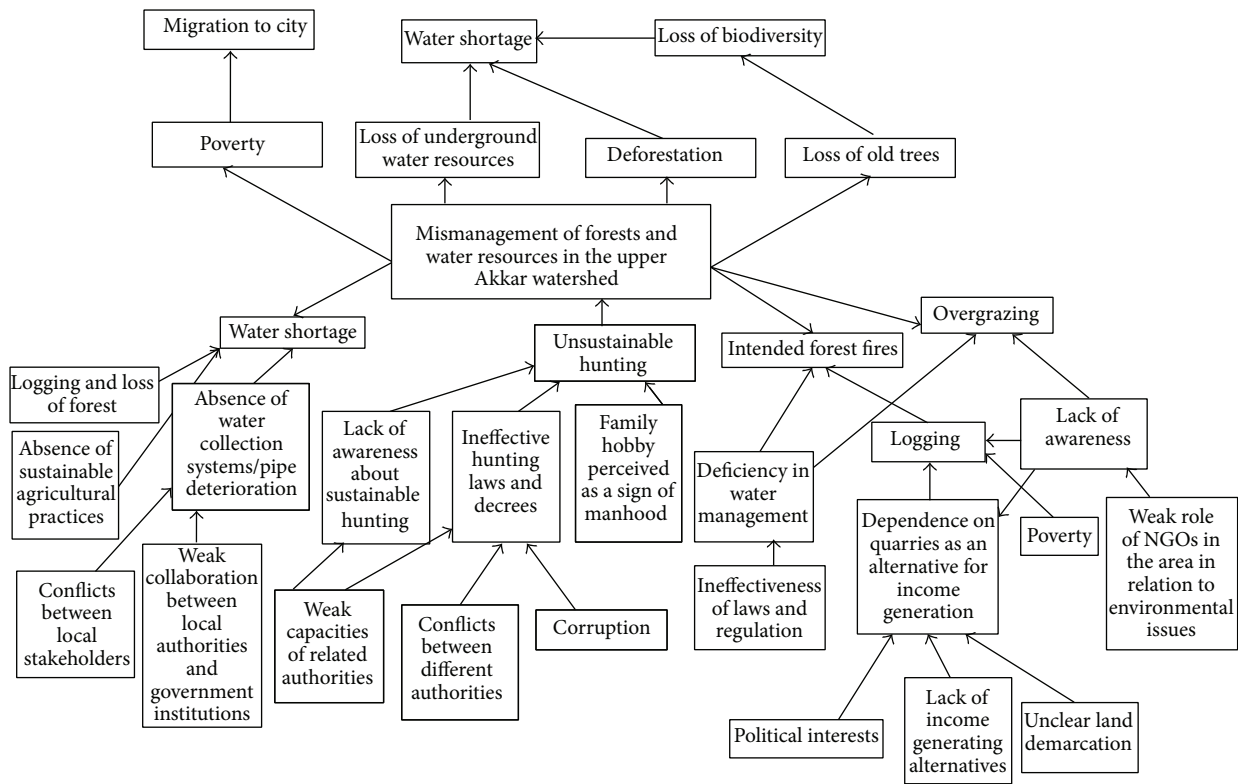 Migration to city
Water shortage
Loss of biodiversity
Poverty
Loss of underground
water resources
Deforestation
Loss of old trees
Mismanagement of forests and
water resources in the upper
Akkar watershed
Water shortage
Unsustainable
hunting
Intended forest fires
Overgrazing
Logging and loss
of forest
Absence of
sustainable
agricultural
practices
Absence of
water
collection
systems/pipe
deterioration
Lack of
awareness
about
sustainable
hunting
Ineffective
hunting laws
and
decrees
Family
hobby
perceived
as a sign of
manhood
Deficiency in
water
management
Logging
Lack of
awareness
Conflicts
between
local
stakeholders
Weak
collaboration
between
local
authorities
and
government
institutions
Weak
capacities
of related
authorities
Conflicts
between
different
authorities
Corruption
Ineffectiveness
of laws and
regulation
Dependence on
quarries as an
alternative for
income
generation
Poverty
Weak role
of NGOs in
the area in
relation to
environmental
issues
Political interests
Lack of
income
generating
alternatives
Unclear land
demarcation